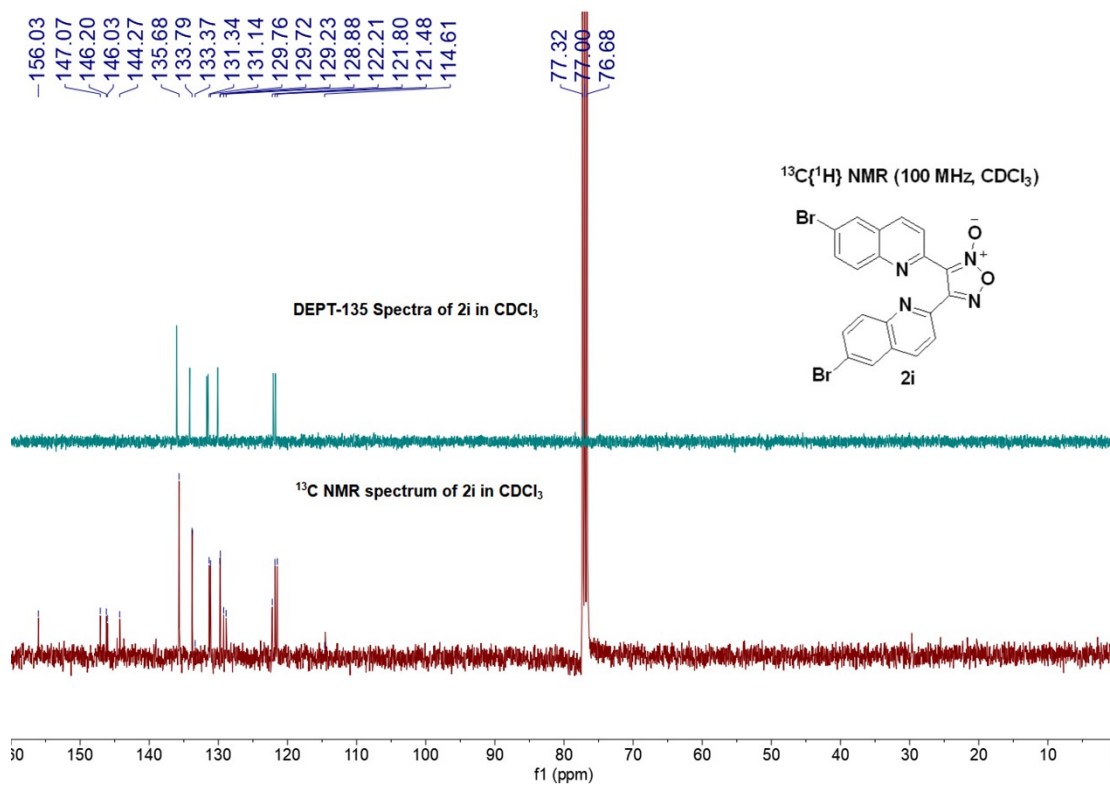 156.03
147.07
146.20
146.03
144.27
135.68
133.79
133.37
131.34
131.14
129.76
129.72
129.23
128.88
122.21
121.80
121.48
114.61
77.32
77.00
76.68
¹³C{¹H} NMR (100 MHz, CDCl₃)
Br
O⁻
N⁺
O
N
N
N
Br
2i
DEPT-135 Spectra of 2i in CDCl₃
¹³C NMR spectrum of 2i in CDCl₃
60 150 140 130 120 110 100 90 80 70 60 50 40 30 20 10
f1 (ppm)